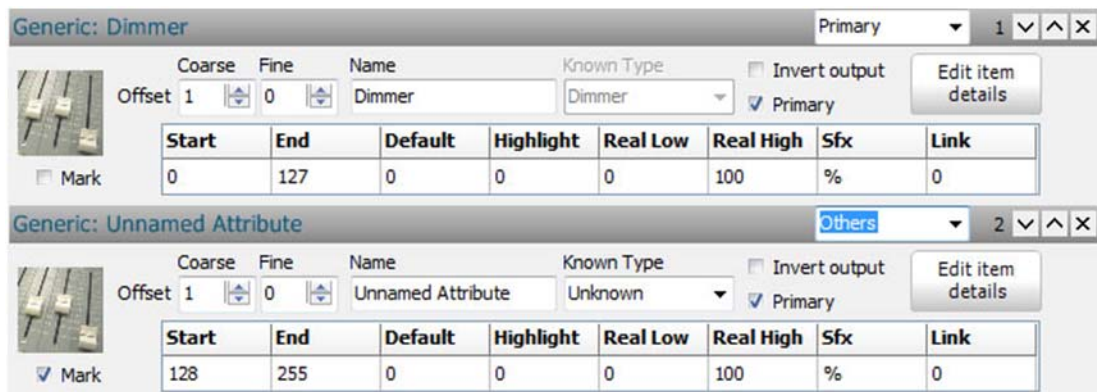 Generic: Dimmer Primary 1
Coarse Fine Name Known Type Invert output Edit item details
Offset 1 0 Dimmer Dimmer Primary
Start End Default Highlight Real Low Real High Sfx Link
Mark 0 127 0 0 0 100 % 0
Generic: Unnamed Attribute Others 2
Coarse Fine Name Known Type Invert output Edit item details
Offset 1 0 Unnamed Attribute Unknown Primary
Start End Default Highlight Real Low Real High Sfx Link
Mark 128 255 0 0 0 100 % 0